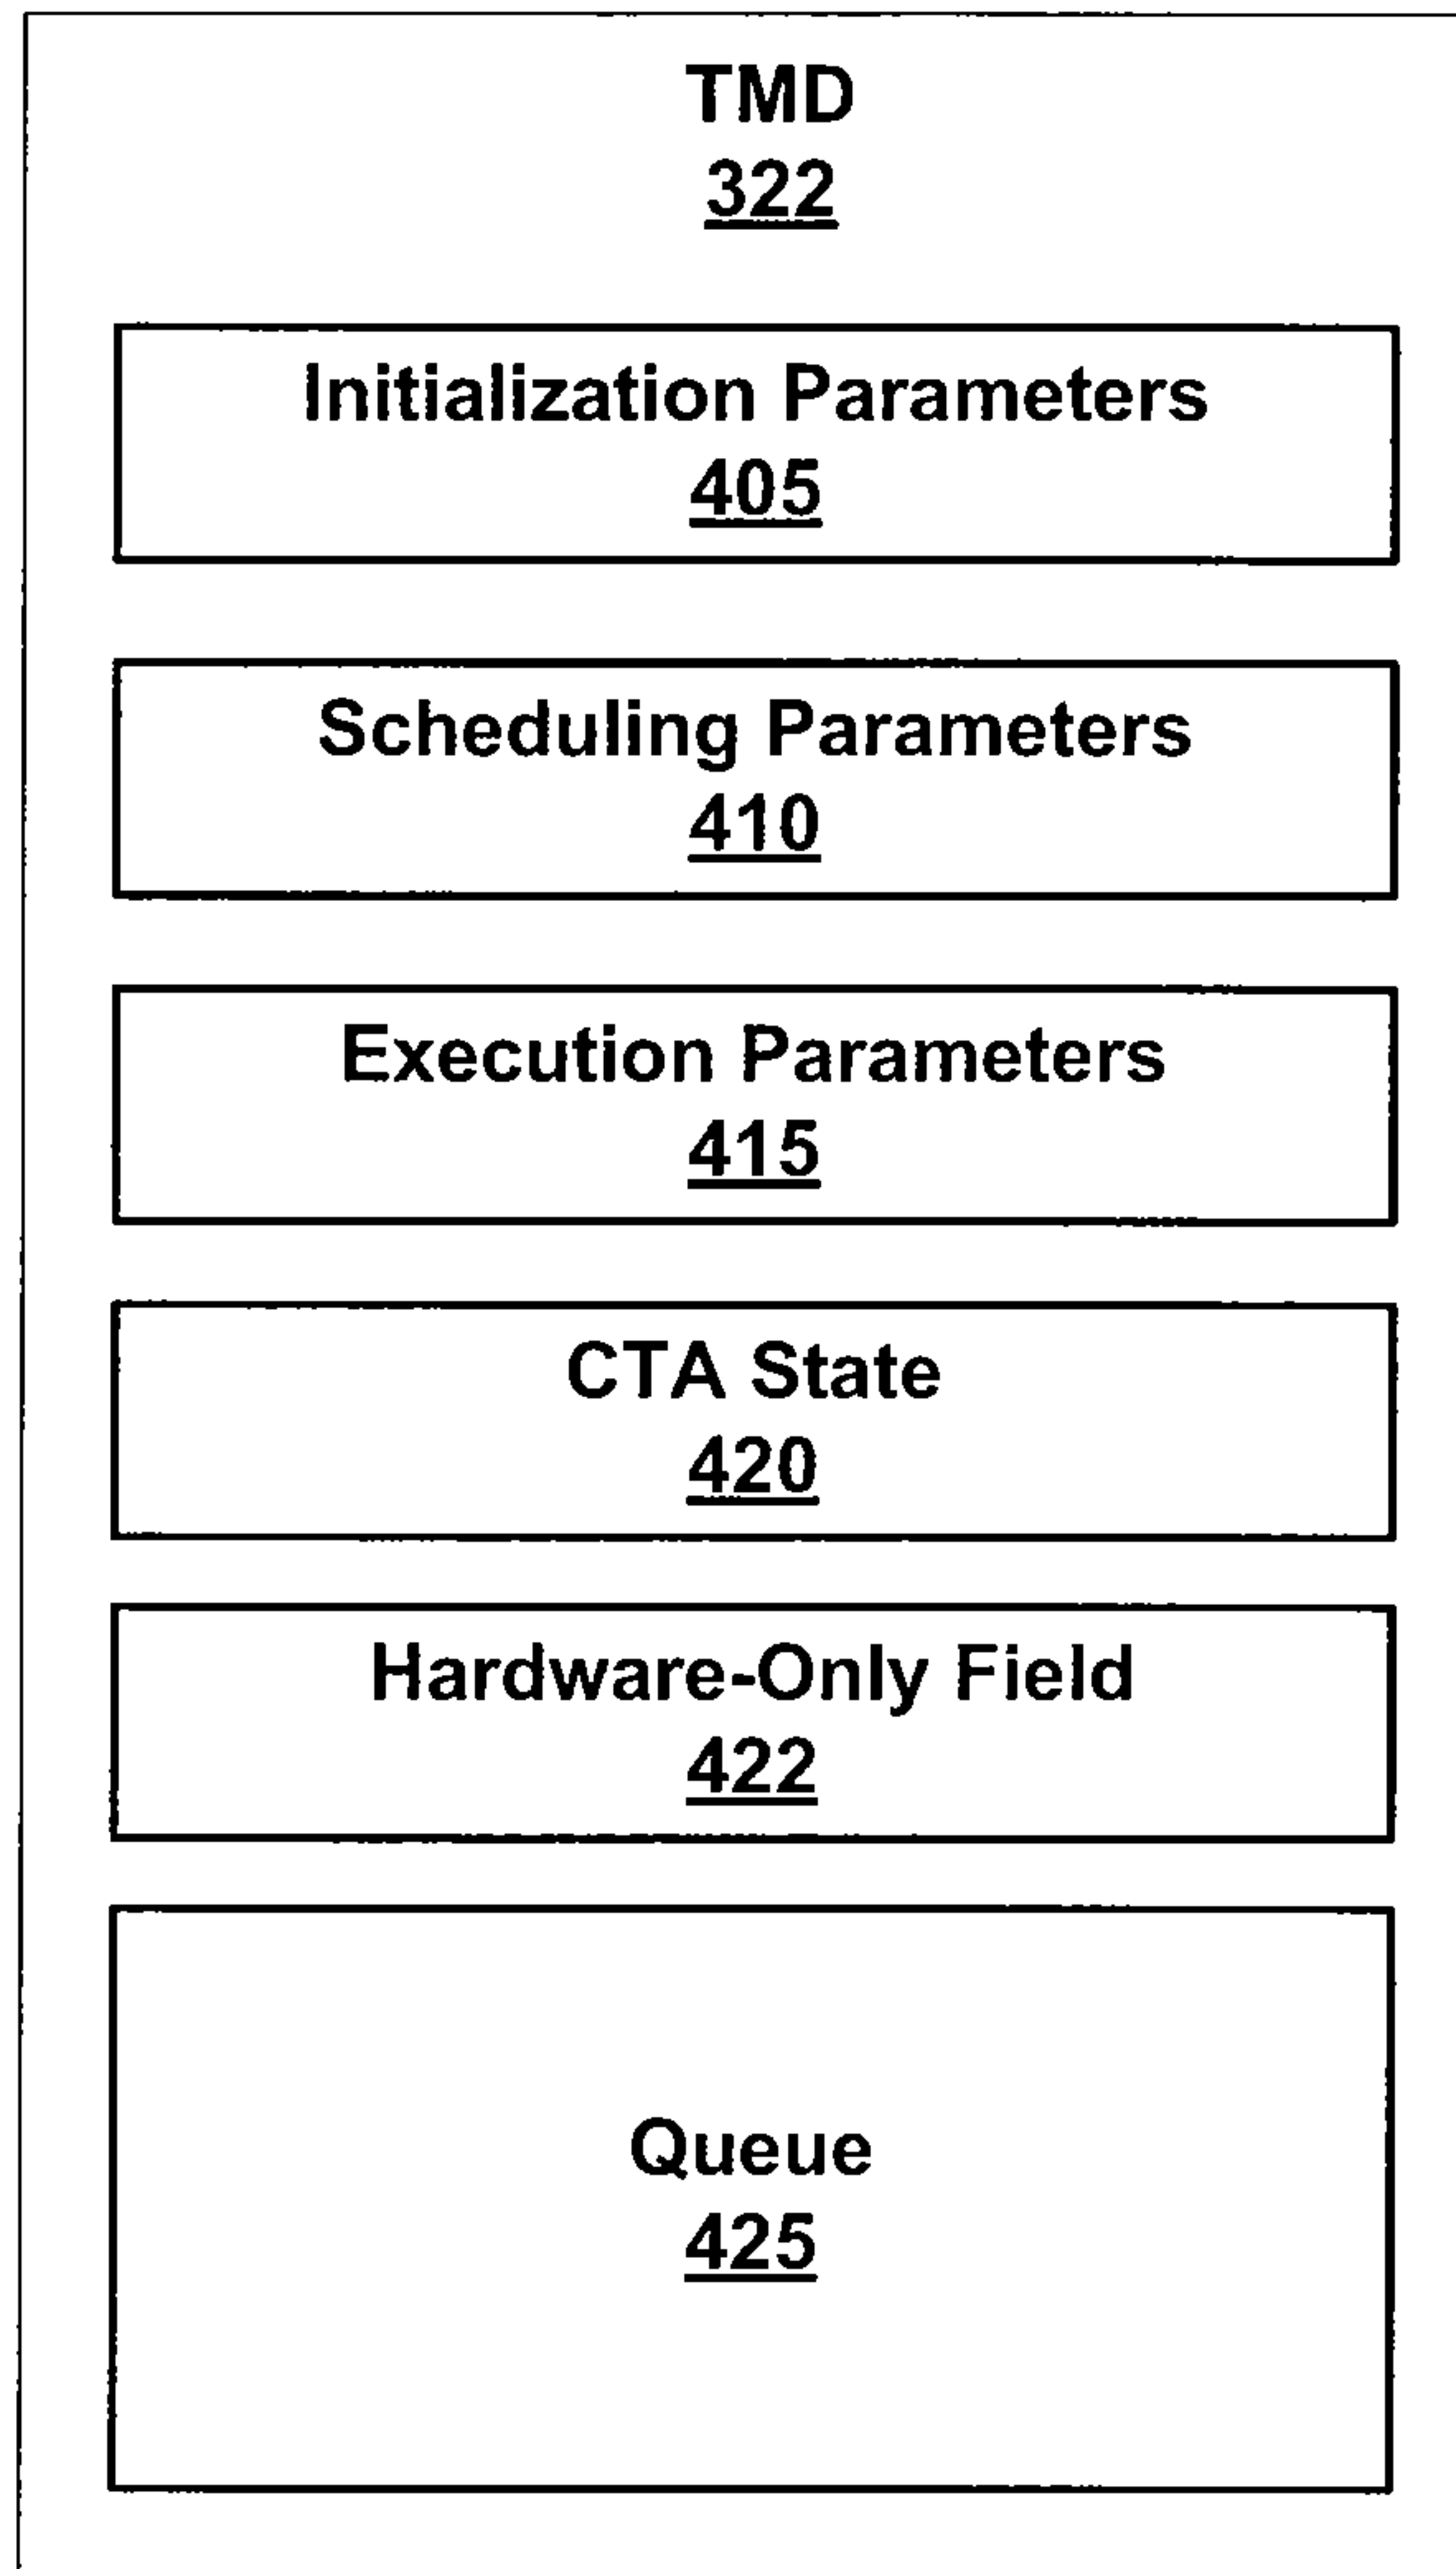 TMD
322
Initialization Parameters
405
Scheduling Parameters
410
Execution Parameters
415
CTA State
420
Hardware-Only Field
422
Queue
425